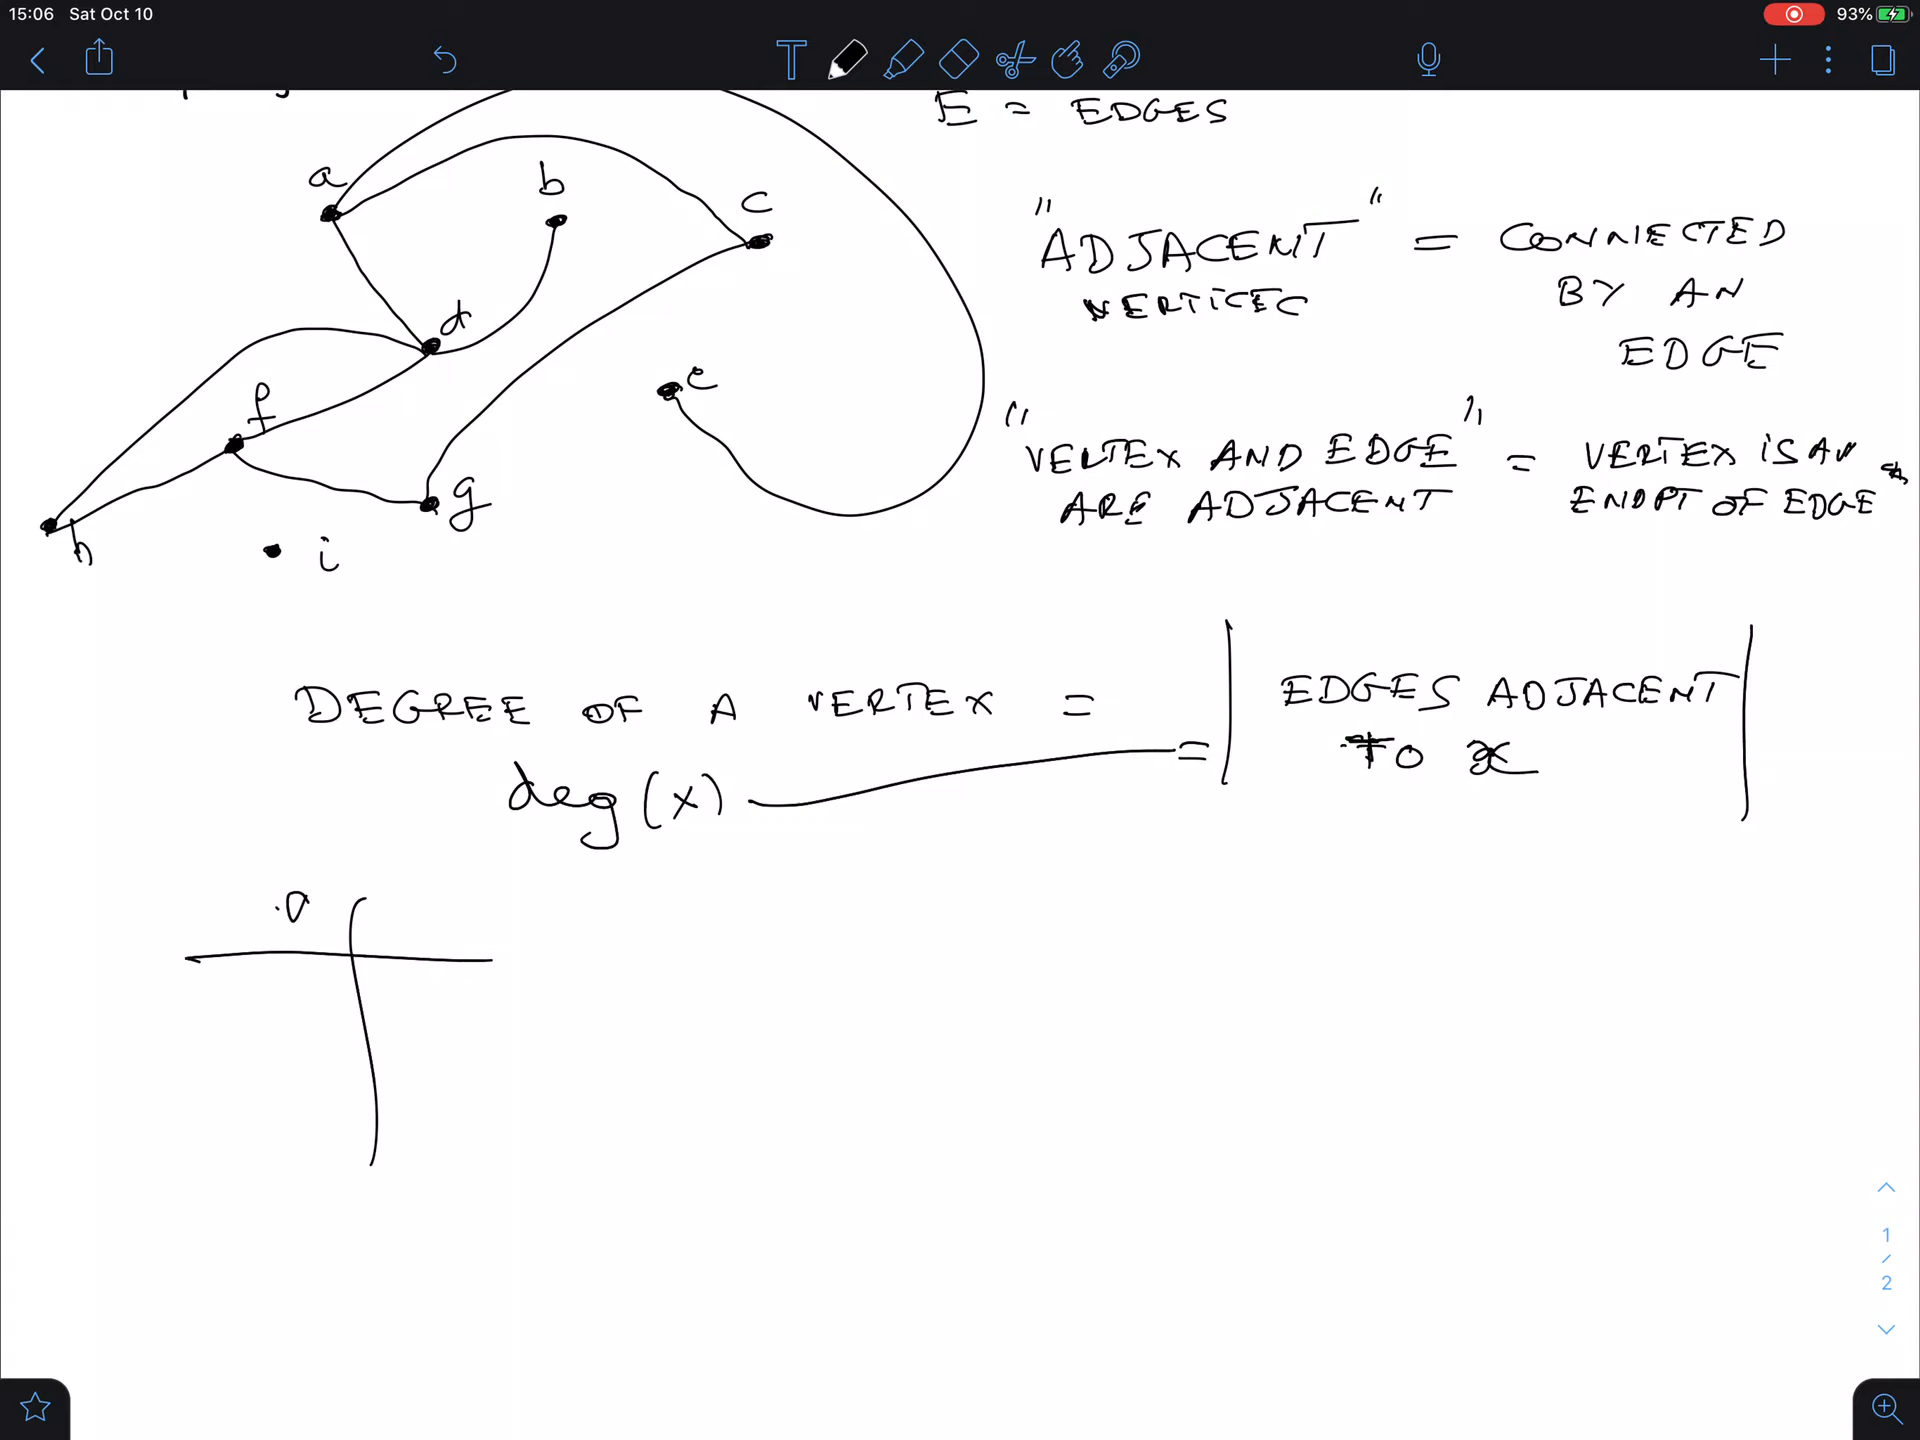 15:06 Sat Oct 10
93%
E = EDGES
a
b
c
"ADJACENT" = CONNECTED
VERTICEC
BY AN
EDGE
d
e
f
"VERTEX AND EDGE" = VERTEX IS AN
ARE ADJACENT
ENDPT OF EDGE
g
h
i
DEGREE OF A VERTEX =
EDGES ADJACENT
TO x
deg(x) =
T
1
/
2